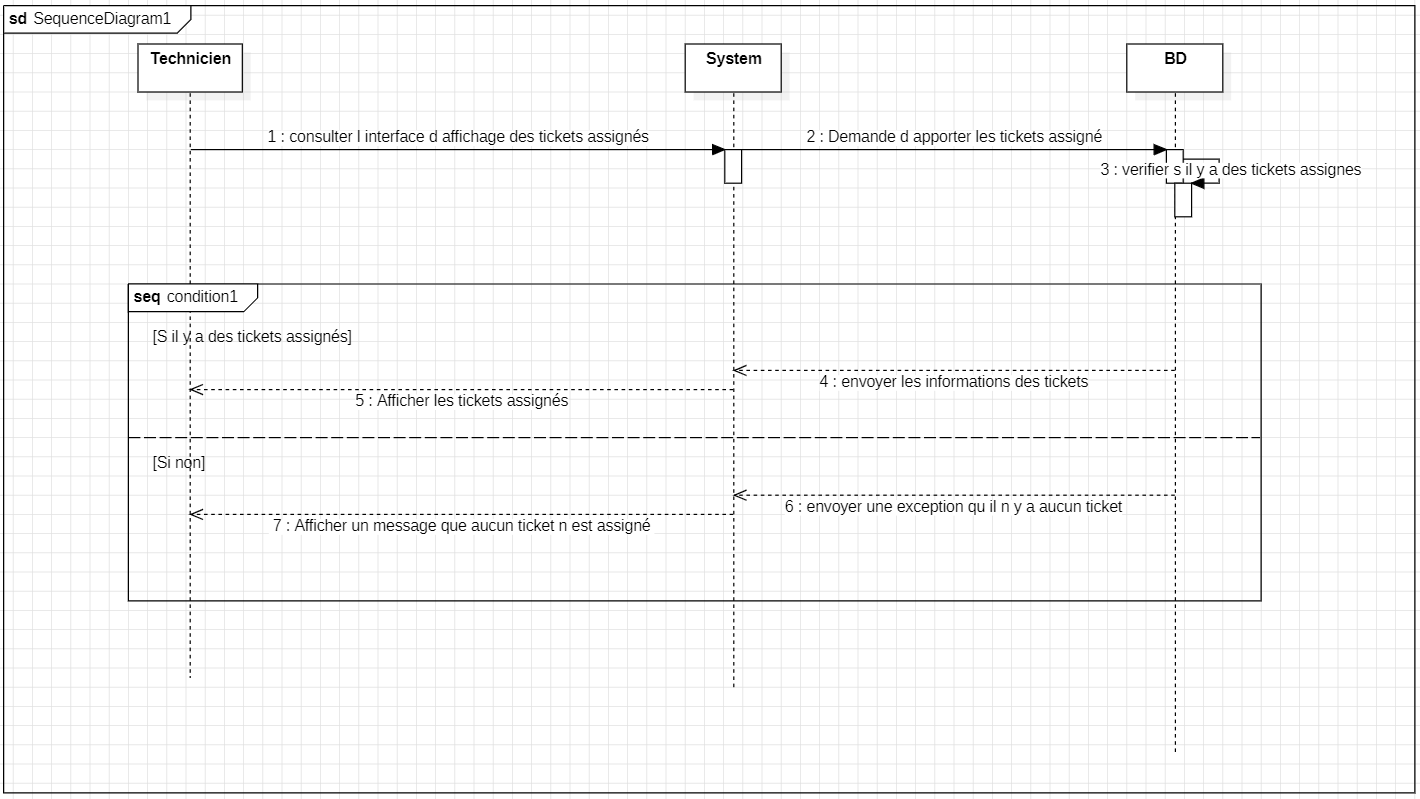 sd SequenceDiagram1
Technicien
System
BD
1 : consulter l interface d affichage des tickets assignés
2 : Demande d apporter les tickets assigné
3 : verifier s il y a des tickets assignes
seq condition1
[S il y a des tickets assignés]
4 : envoyer les informations des tickets
5 : Afficher les tickets assignés
[Si non]
6 : envoyer une exception qu il n y a aucun ticket
7 : Afficher un message que aucun ticket n est assigné